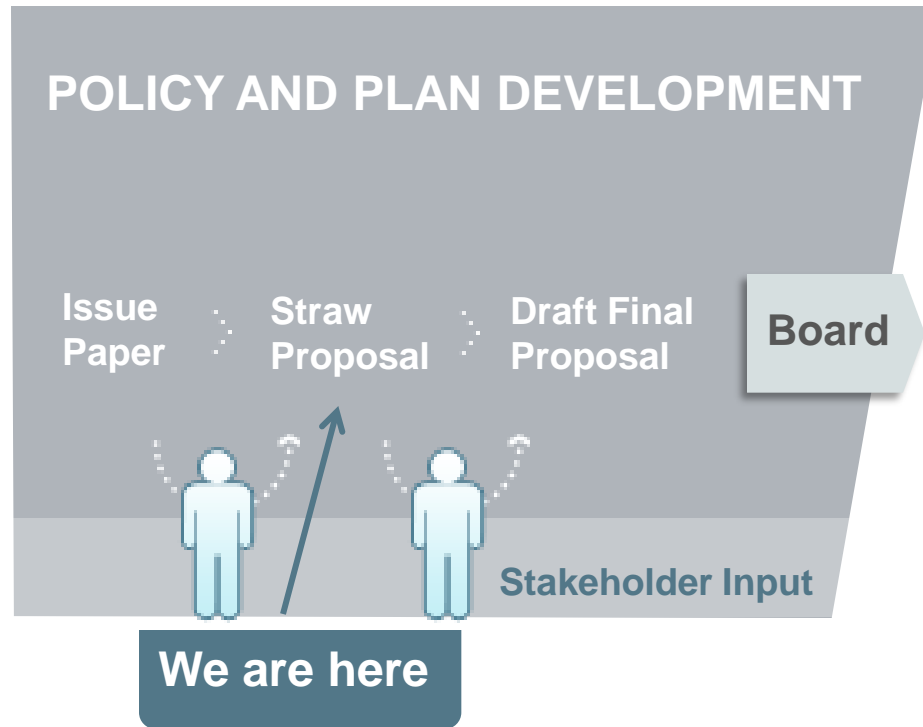 POLICY AND PLAN DEVELOPMENT
Issue
Paper
Straw
Proposal
Draft Final
Proposal
Board
Stakeholder Input
We are here